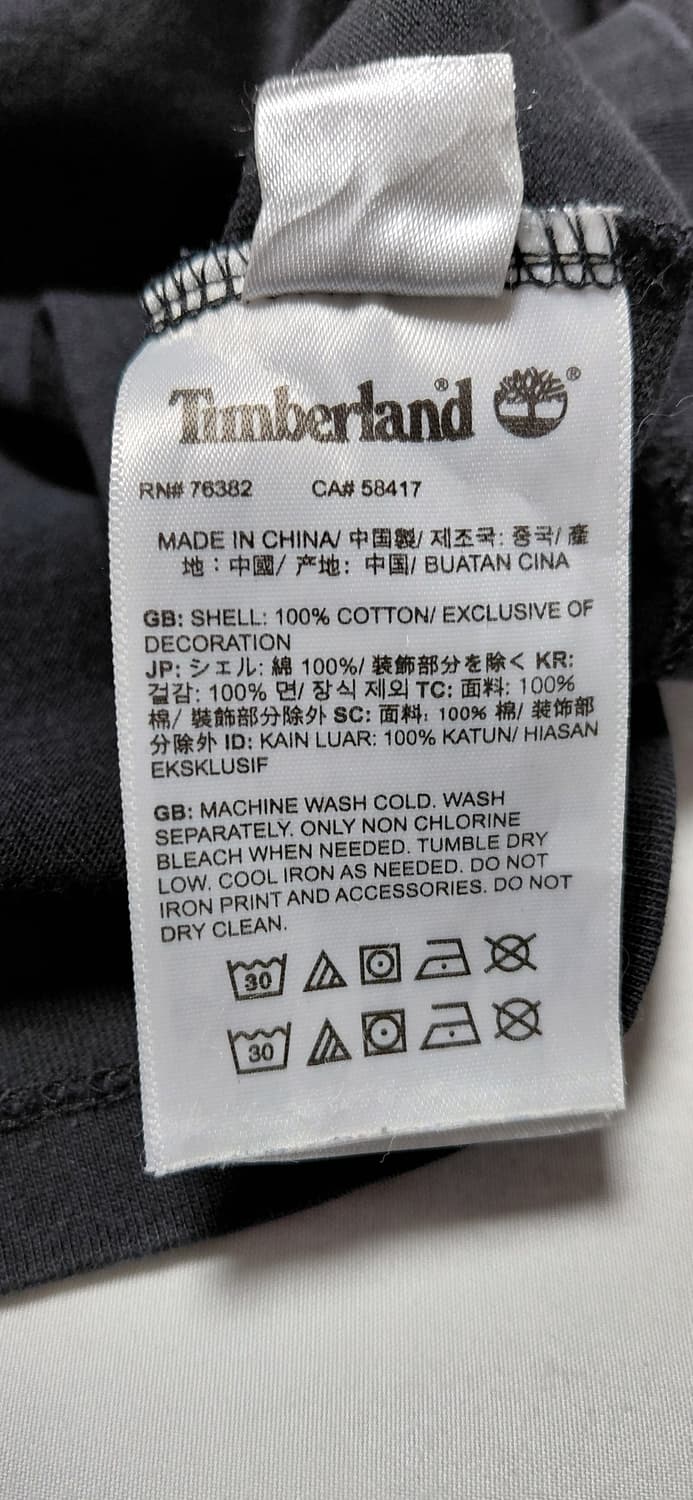 Timberland® ®
RN# 76382 CA# 58417
MADE IN CHINA/ 中国製/ 제조국: 중국/ 產
地：中國/ 产地: 中国/ BUATAN CINA
GB: SHELL: 100% COTTON/ EXCLUSIVE OF
DECORATION
JP: シェル: 綿 100%/ 装飾部分を除く KR:
겉감: 100% 면/ 장식 제외 TC: 面料: 100%
棉/ 裝飾部分除外 SC: 面料: 100% 棉/ 装饰部
分除外 ID: KAIN LUAR: 100% KATUN/ HIASAN
EKSKLUSIF
GB: MACHINE WASH COLD. WASH
SEPARATELY. ONLY NON CHLORINE
BLEACH WHEN NEEDED. TUMBLE DRY
LOW. COOL IRON AS NEEDED. DO NOT
IRON PRINT AND ACCESSORIES. DO NOT
DRY CLEAN.
30
30